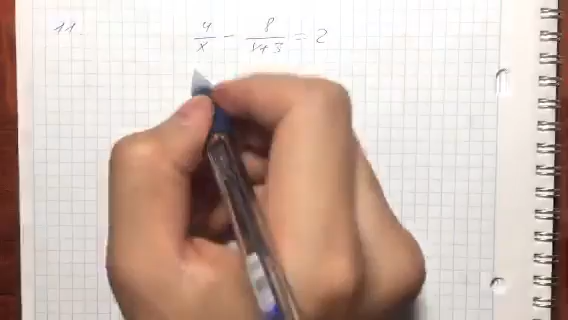 11.
4/x - 8/x+3 = 2